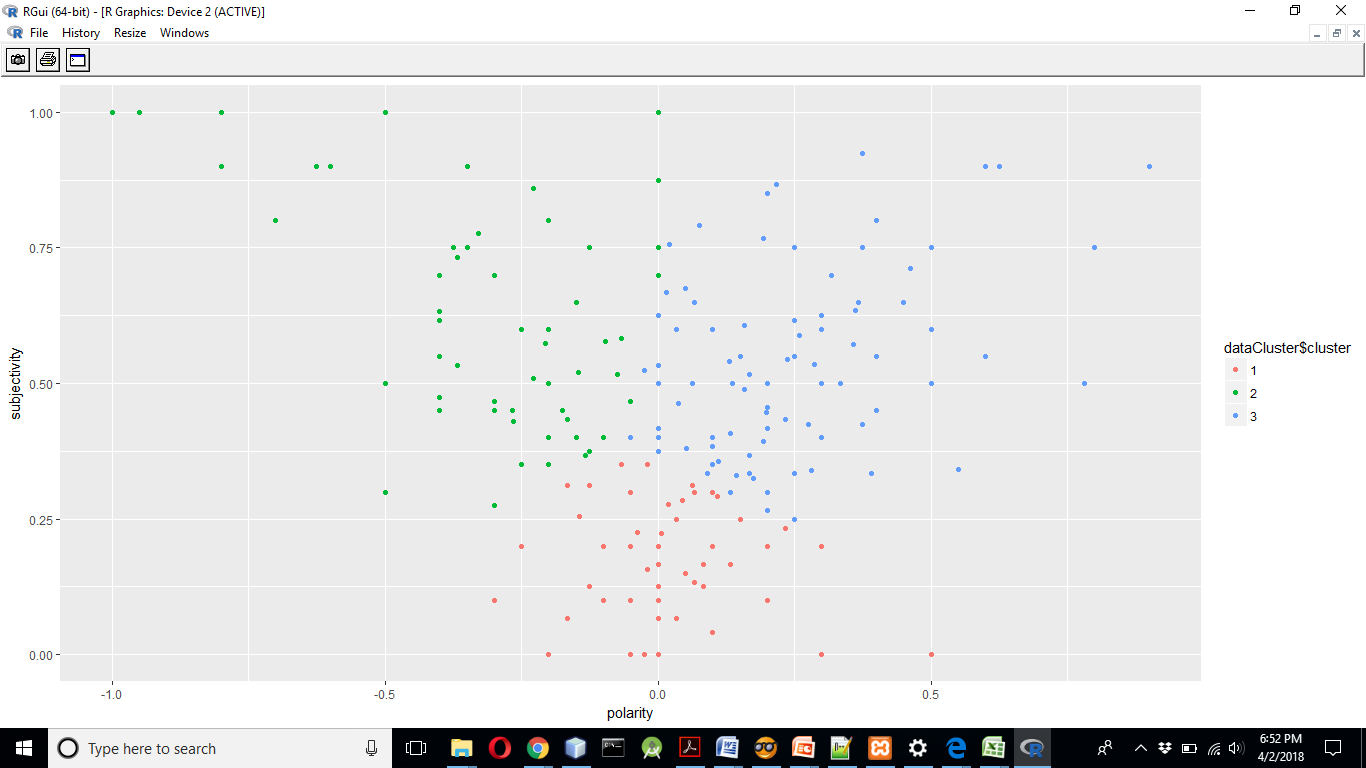 RGui (64-bit) - [R Graphics: Device 2 (ACTIVE)]
File History Resize Windows
1.00
0.75
0.50
0.25
0.00
subjectivity
-1.0 -0.5 0.0 0.5
polarity
dataCluster$cluster
1
2
3
Type here to search
6:52 PM
4/2/2018